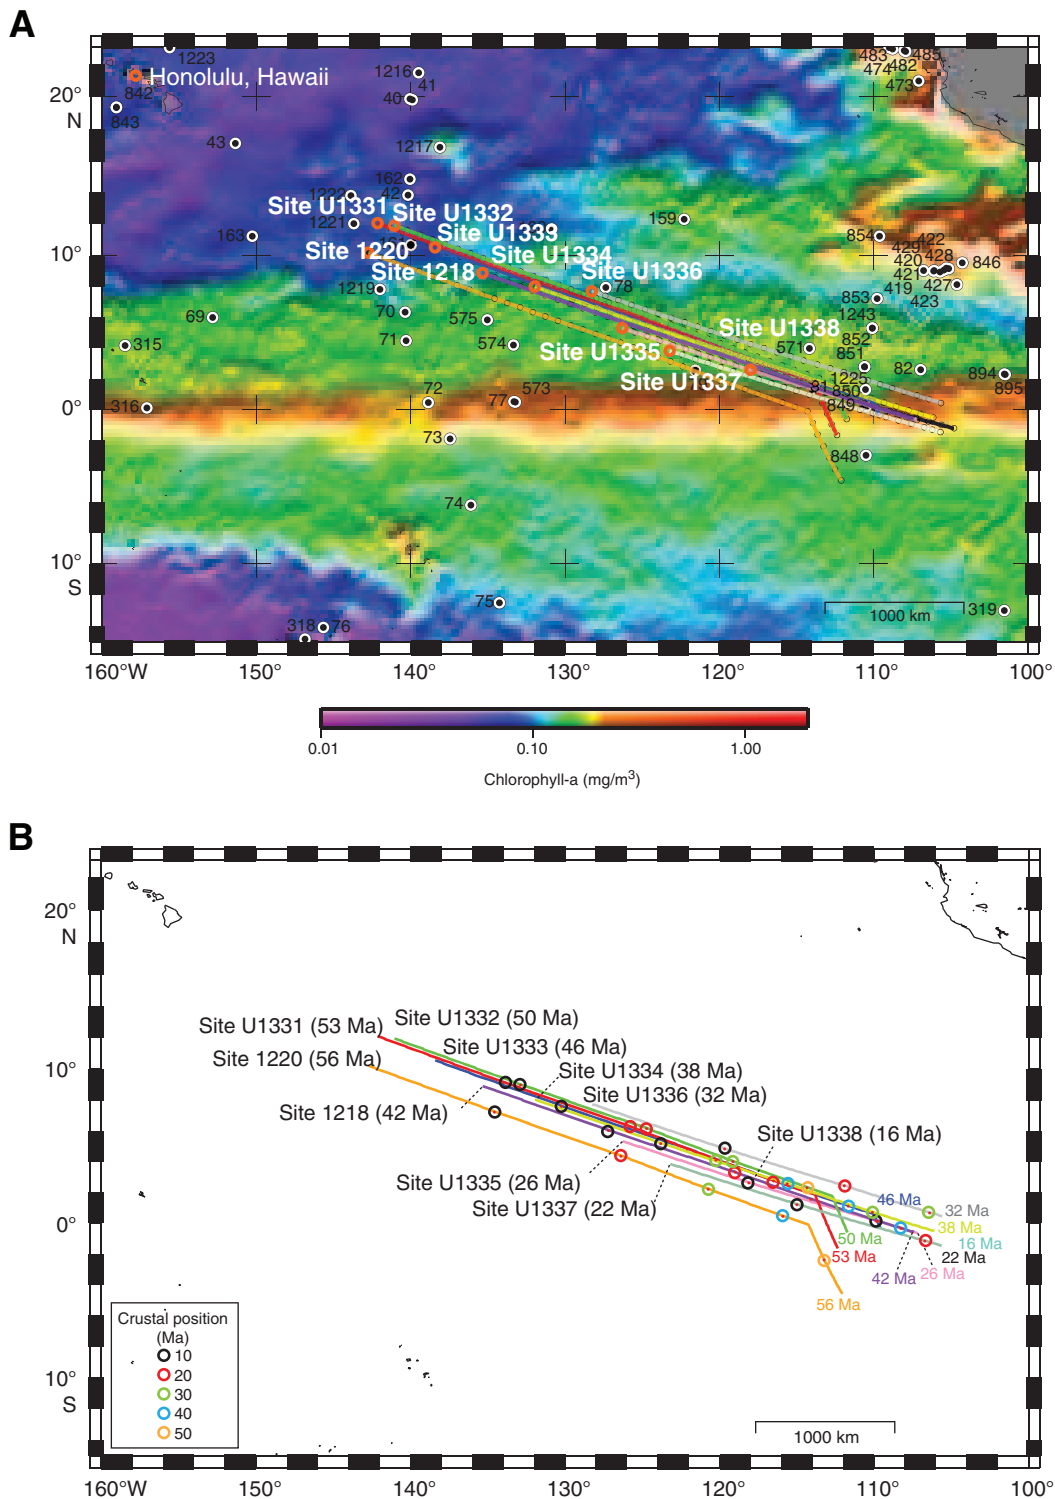 A
1223
Honolulu, Hawaii
842
843
1216
41
40
483
485
482
474
473
20°
N
43
1217
162
42
1222
1221
Site U1331
Site U1332
Site U1333
159
163
Site 1220
Site U1334
Site 1218
Site U1336
78
854
422
429
428
420
421
846
427
419
423
853
1243
852
10°
1219
70
71
69
315
575
574
Site U1338
571
851
Site U1335
Site U1337
82
894
895
1225
81
850
849
848
0°
316
72
77
573
73
74
10°
S
75
318
76
319
1000 km
160°W
150°
140°
130°
120°
110°
100°
0.01
0.10
1.00
Chlorophyll-a (mg/m³)
B
20°
N
Site U1331 (53 Ma)
Site U1332 (50 Ma)
Site 1220 (56 Ma)
Site U1333 (46 Ma)
Site U1334 (38 Ma)
Site U1336 (32 Ma)
Site 1218 (42 Ma)
Site U1338 (16 Ma)
Site U1335 (26 Ma)
Site U1337 (22 Ma)
10°
0°
46 Ma
32 Ma
38 Ma
50 Ma
16 Ma
53 Ma
22 Ma
42 Ma
26 Ma
56 Ma
Crustal position
(Ma)
10
20
30
40
50
10°
S
1000 km
160°W
150°
140°
130°
120°
110°
100°